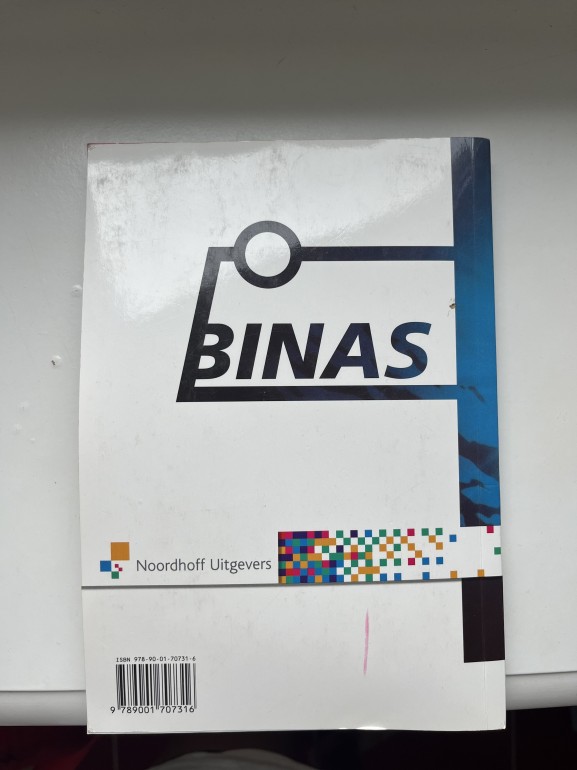 BINAS
Noordhoff Uitgevers
ISBN 978-90-01-70731-6
9 789001 707316